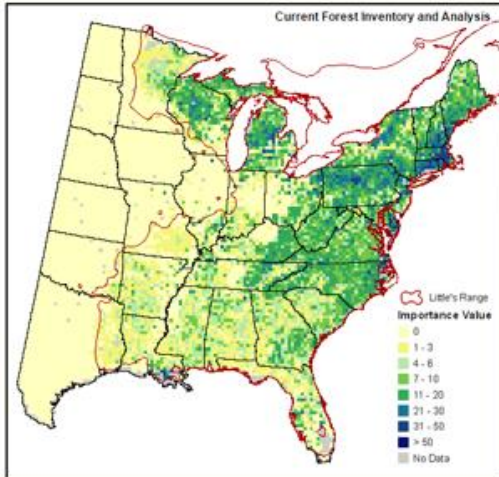 Current Forest Inventory and Analysis
Little's Range
Importance Value
0
1 - 3
4 - 6
7 - 10
11 - 20
21 - 30
31 - 50
> 50
No Data